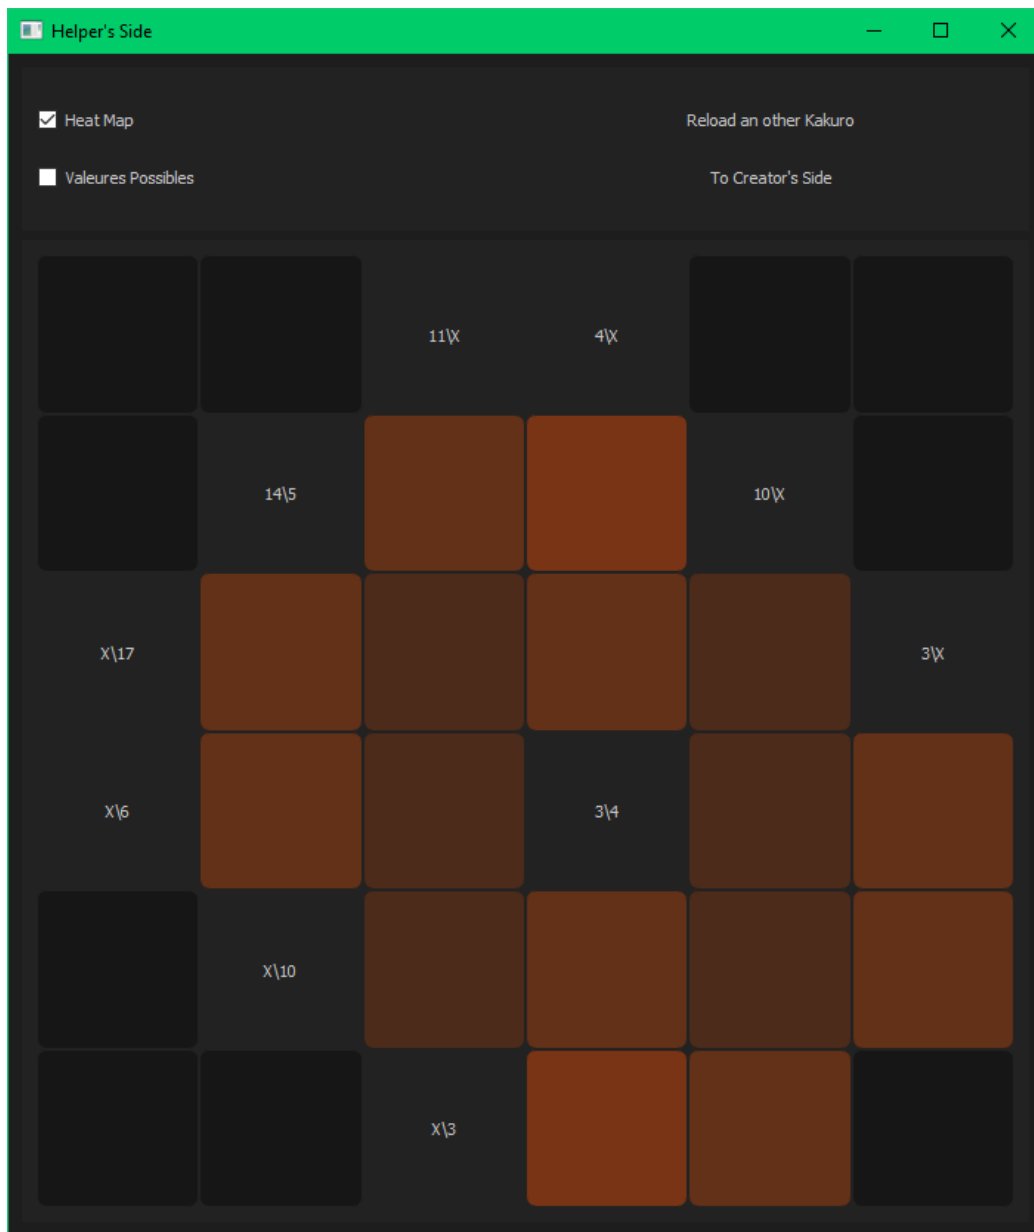 Helper's Side
Heat Map
Reload an other Kakuro
Valeures Possibles
To Creator's Side
11\X 4\X
14\5 10\X
X\17 3\X
X\6 3\4
X\10
X\3